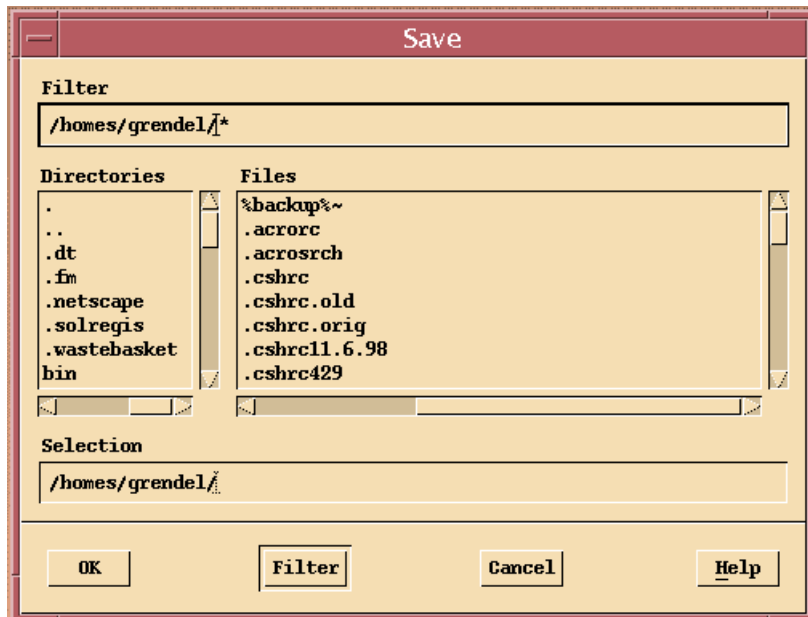 Save
Filter
/homes/grendel/*
Directories
.
..
.dt
.fm
.netscape
.solregis
.wastebasket
bin
Files
%backup%~
.acrorc
.acrosrch
.cshrc
.cshrc.old
.cshrc.orig
.cshrc11.6.98
.cshrc429
Selection
/homes/grendel/
OK
Filter
Cancel
Help